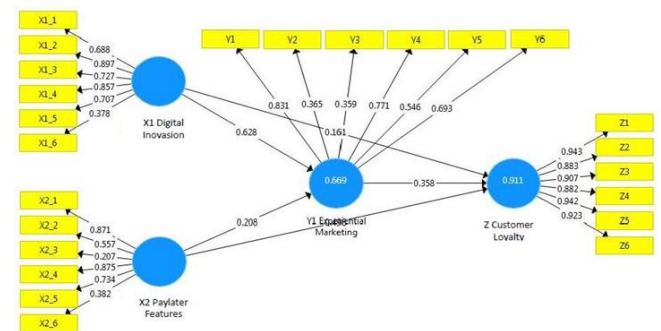 X1_1
X1_2
X1_3
X1_4
X1_5
X1_6
0.688
0.897
0.727
0.857
0.707
0.378
X1 Digital
Inovasion
Y1
Y2
Y3
Y4
Y5
Y6
0.831
0.365
0.359
0.771
0.546
0.693
0.628
0.161
0.669
Y1 Experiential
Marketing
0.358
0.208
X2_1
X2_2
X2_3
X2_4
X2_5
X2_6
0.871
0.557
0.207
0.875
0.734
0.382
X2 Paylater
Features
0.911
Z Customer
Loyalty
0.943
0.883
0.907
0.882
0.942
0.923
Z1
Z2
Z3
Z4
Z5
Z6